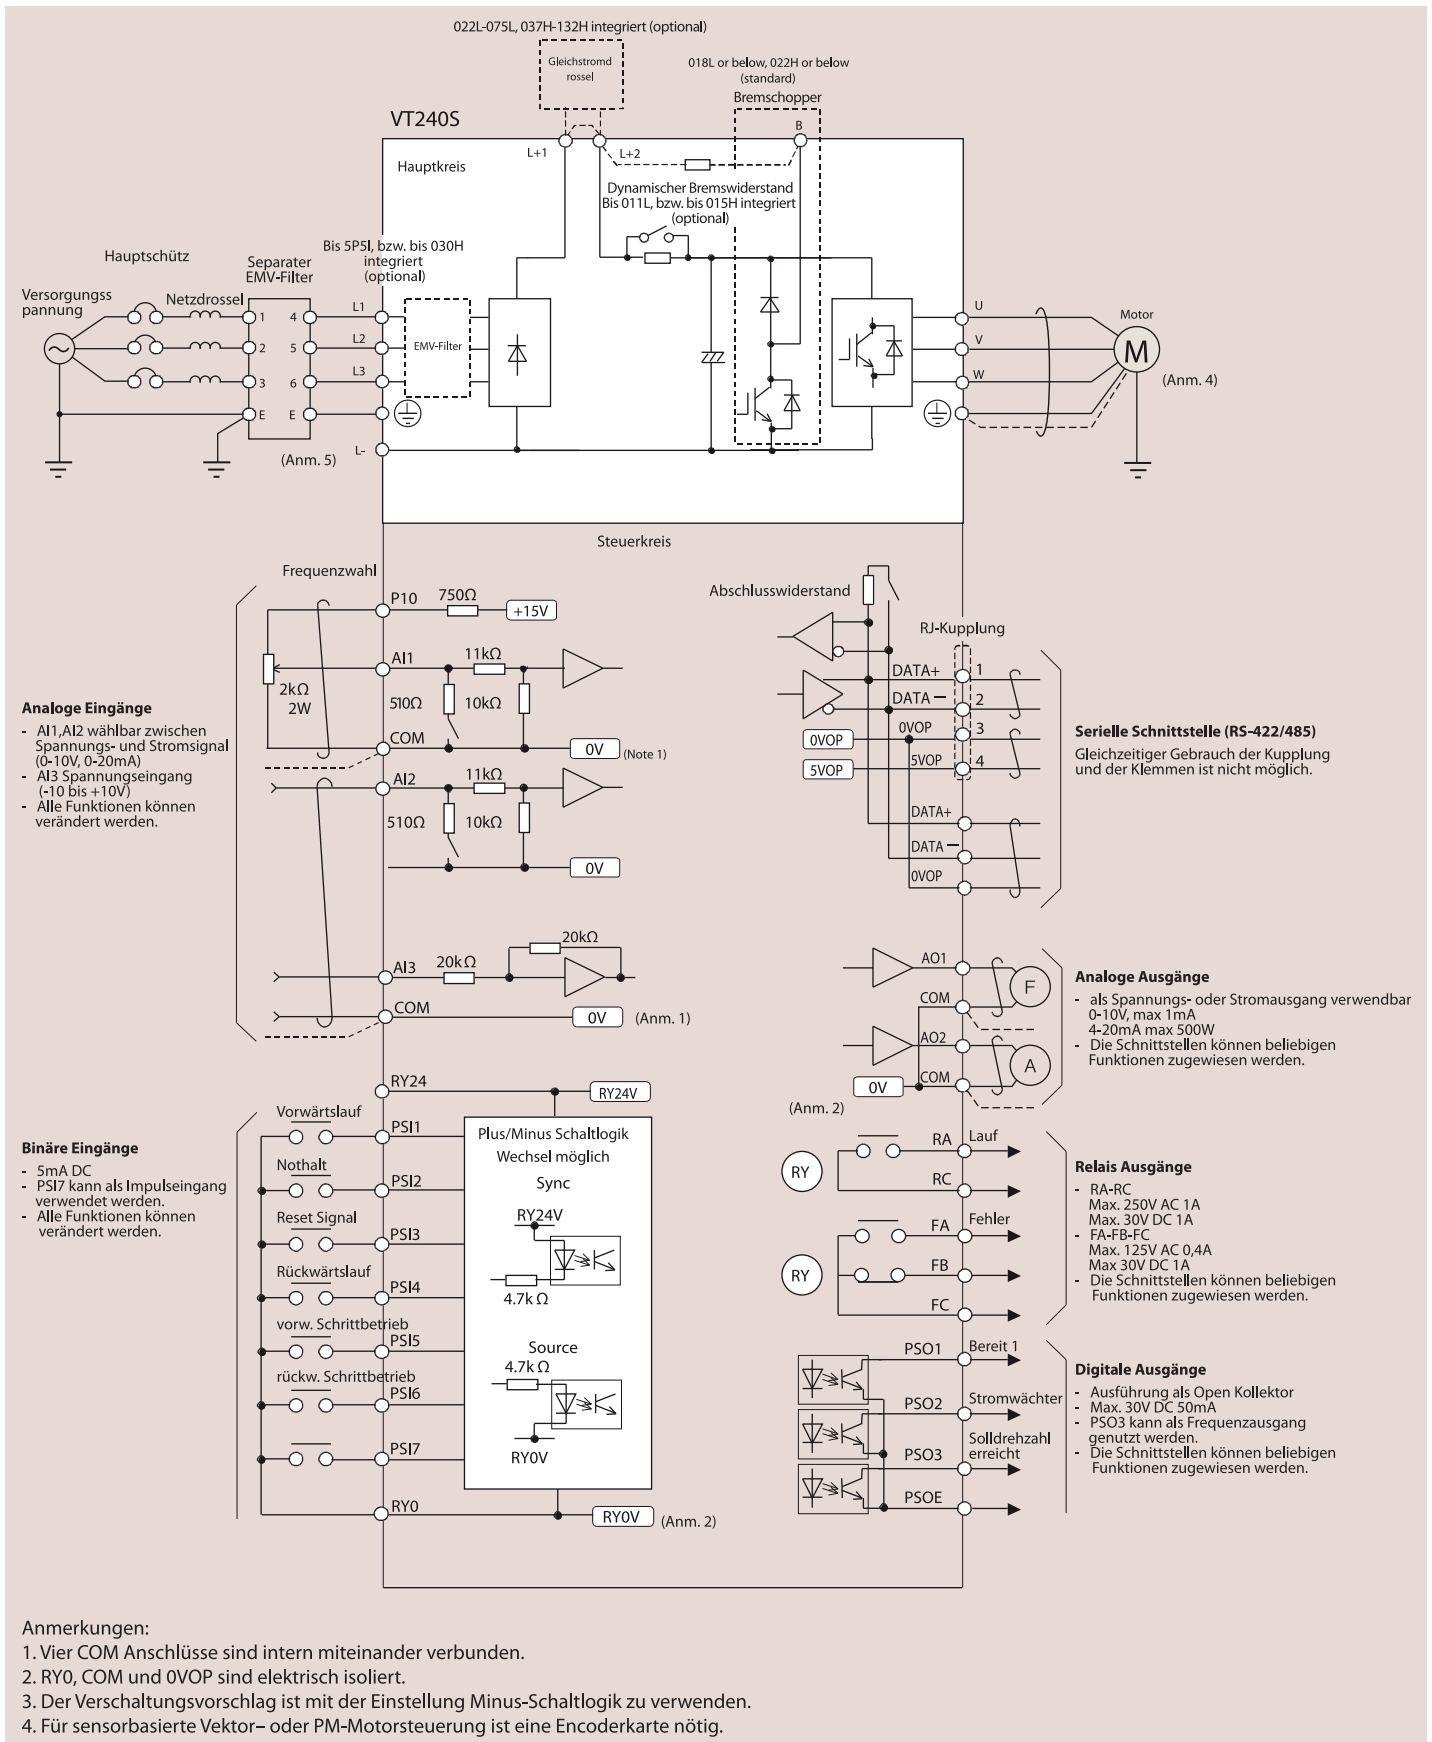 022L-075L, 037H-132H integriert (optional)
Gleichstromd
rossel
018L or below, 022H or below
(standard)
Bremschopper
VT240S
B
L+1
L+2
Hauptkreis
Dynamischer Bremswiderstand
Bis 011L, bzw. bis 015H integriert
(optional)
Hauptschütz
Separater
EMV-Filter
Bis 5P5l, bzw. bis 030H
integriert
(optional)
Versorgungss
pannung
Netzdrossel
1 4 L1
2 5 L2
3 6 L3
E E
EMV-Filter
U
V
W
Motor
M
(Anm. 4)
(Anm. 5)
L-
Steuerkreis
Frequenzwahl
P10
750Ω
+15V
AI1
11kΩ
2kΩ
2W
510Ω
10kΩ
COM
0V
(Note 1)
AI2
11kΩ
510Ω
10kΩ
0V
AI3
20kΩ
20kΩ
COM
0V
(Anm. 1)
Analoge Eingänge
- AI1,AI2 wählbar zwischen
Spannungs- und Stromsignal
(0-10V, 0-20mA)
- AI3 Spannungseingang
(-10 bis +10V)
- Alle Funktionen können
verändert werden.
Abschlusswiderstand
RJ-Kupplung
DATA+
1
DATA −
2
0VOP
0VOP
3
5VOP
5VOP
4
DATA+
DATA −
0VOP
Serielle Schnittstelle (RS-422/485)
Gleichzeitiger Gebrauch der Kupplung
und der Klemmen ist nicht möglich.
AO1
COM
F
AO2
COM
A
0V
(Anm. 2)
Analoge Ausgänge
- als Spannungs- oder Stromausgang verwendbar
0-10V, max 1mA
4-20mA max 500W
- Die Schnittstellen können beliebigen
Funktionen zugewiesen werden.
RY24
RY24V
Vorwärtslauf
PSI1
Nothalt
PSI2
Reset Signal
PSI3
Rückwärtslauf
PSI4
vorw. Schrittbetrieb
PSI5
rückw. Schrittbetrieb
PSI6
PSI7
RY0
RY0V
(Anm. 2)
Plus/Minus Schaltlogik
Wechsel möglich
Sync
RY24V
4.7k Ω
Source
4.7k Ω
RY0V
Binäre Eingänge
- 5mA DC
- PSI7 kann als Impulseingang
verwendet werden.
- Alle Funktionen können
verändert werden.
RY
RA
Lauf
RC
RY
FA
Fehler
FB
FC
Relais Ausgänge
- RA-RC
Max. 250V AC 1A
Max. 30V DC 1A
- FA-FB-FC
Max. 125V AC 0,4A
Max 30V DC 1A
- Die Schnittstellen können beliebigen
Funktionen zugewiesen werden.
PSO1
Bereit 1
PSO2
Stromwächter
PSO3
Solldrehzahl
erreicht
PSOE
Digitale Ausgänge
- Ausführung als Open Kollektor
- Max. 30V DC 50mA
- PSO3 kann als Frequenzausgang
genutzt werden.
- Die Schnittstellen können beliebigen
Funktionen zugewiesen werden.
Anmerkungen:
1. Vier COM Anschlüsse sind intern miteinander verbunden.
2. RY0, COM und 0VOP sind elektrisch isoliert.
3. Der Verschaltungsvorschlag ist mit der Einstellung Minus-Schaltlogik zu verwenden.
4. Für sensorbasierte Vektor– oder PM-Motorsteuerung ist eine Encoderkarte nötig.